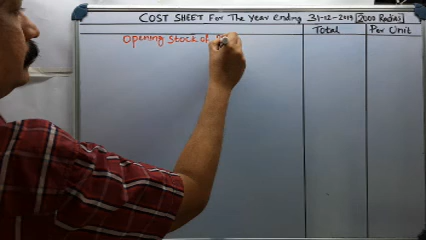 COST SHEET For The Year Ending 31-12-2019 2000 Radios
Total
Per Unit
Opening Stock of